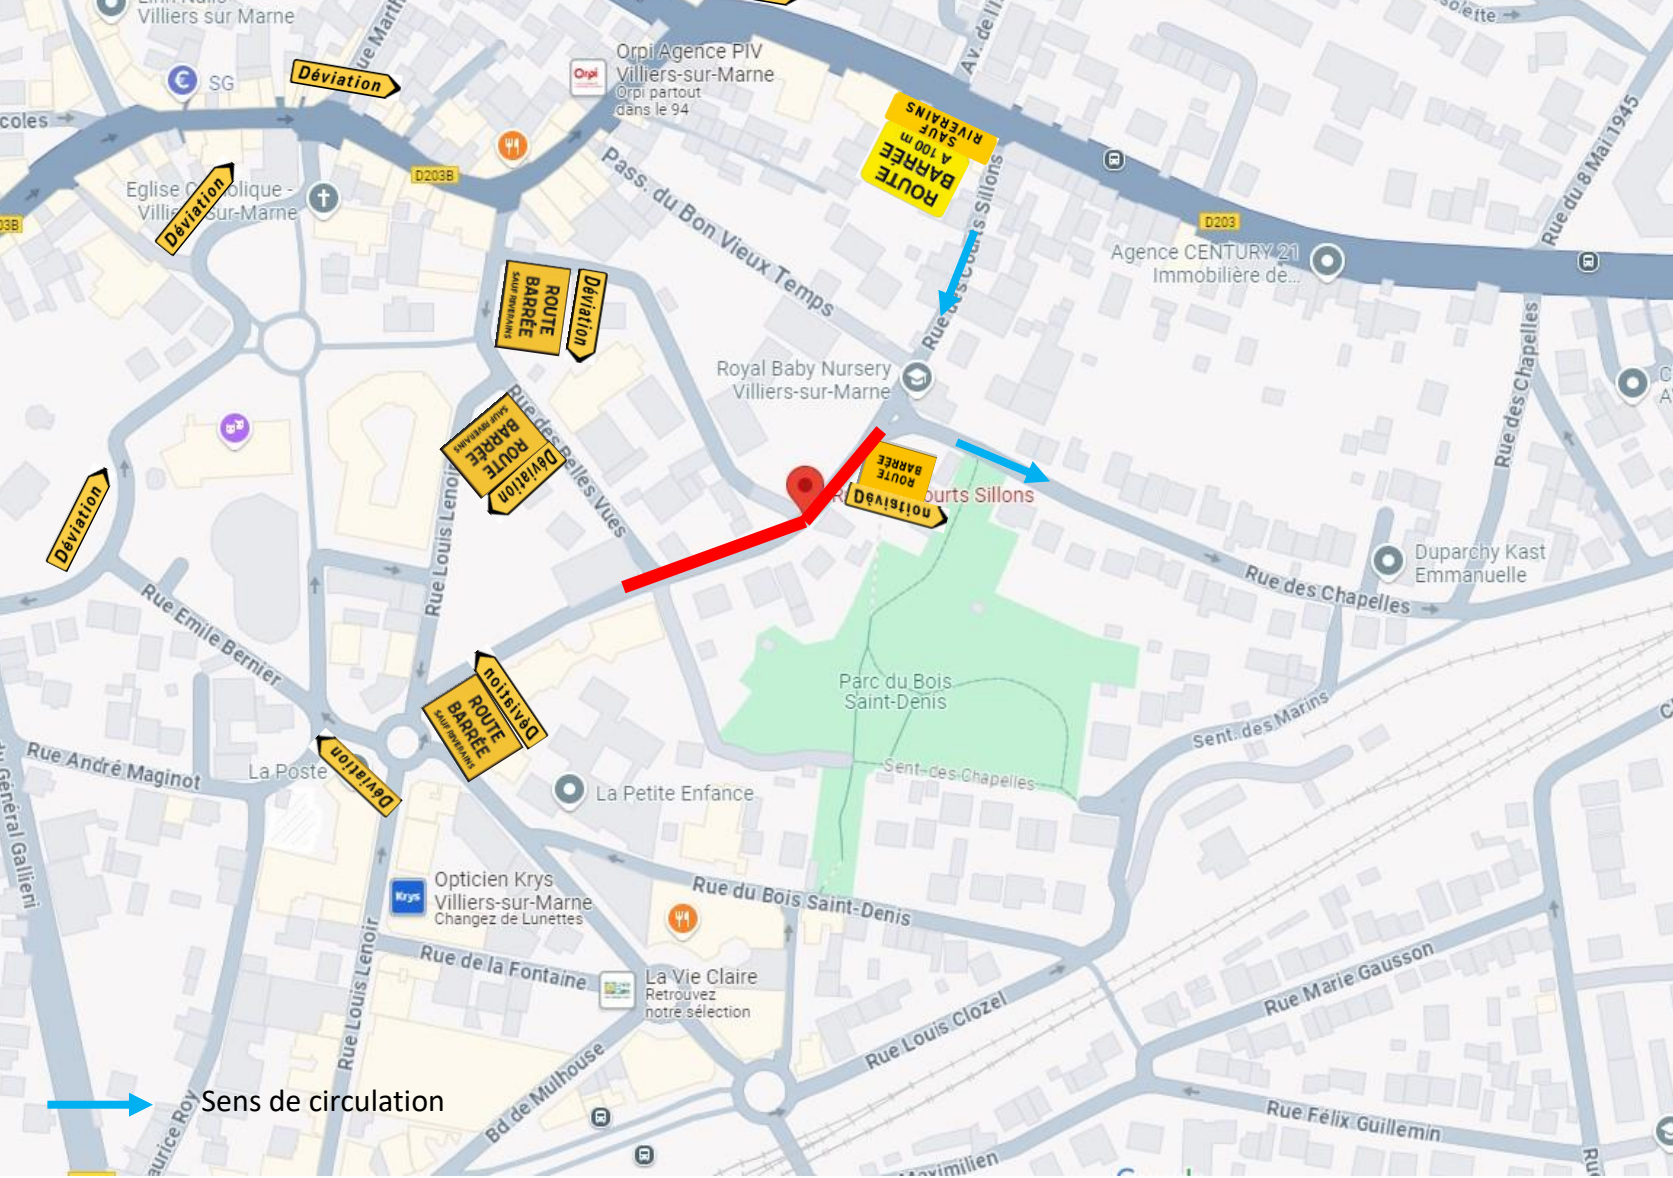 Villiers sur Marne
SG
Déviation
coles
Orpi
Orpi Agence PIV
Villiers-sur-Marne
Orpi partout
dans le 94
ROUTE
BARRÉE
A 100 m
SAUF
RIVERAINS
Rue du 8 Mai 1945
D203B
Eglise Catholique -
Villiers-sur-Marne
Déviation
03B
Pass. du Bon Vieux Temps
Rue des Courts Sillons
D203
Agence CENTURY 21
Immobilière de...
ROUTE
BARRÉE
SAUF RIVERAINS
Déviation
Royal Baby Nursery
Villiers-sur-Marne
Rue des Chapelles
ROUTE
BARRÉE
SAUF RIVERAINS
Déviation
Rue des Belles Vues
ROUTE
BARRÉE
Déviation
Courts Sillons
Déviation
Rue Louis Lenoir
Duparchy Kast
Emmanuelle
Rue des Chapelles
Rue Emile Bernier
Parc du Bois
Saint-Denis
Déviation
ROUTE
BARRÉE
SAUF RIVERAINS
Sent. des Marins
Rue André Maginot
La Poste
Déviation
Sent. des Chapelles
La Petite Enfance
du Général Gallieni
Krys
Opticien Krys
Villiers-sur-Marne
Changez de Lunettes
Rue du Bois Saint-Denis
Rue de la Fontaine
La Vie Claire
Retrouvez
notre sélection
Rue Louis Lenoir
Rue Marie Gausson
Rue Louis Clozel
Bd de Mulhouse
Sens de circulation
Rue Félix Guillemin
Maximilien